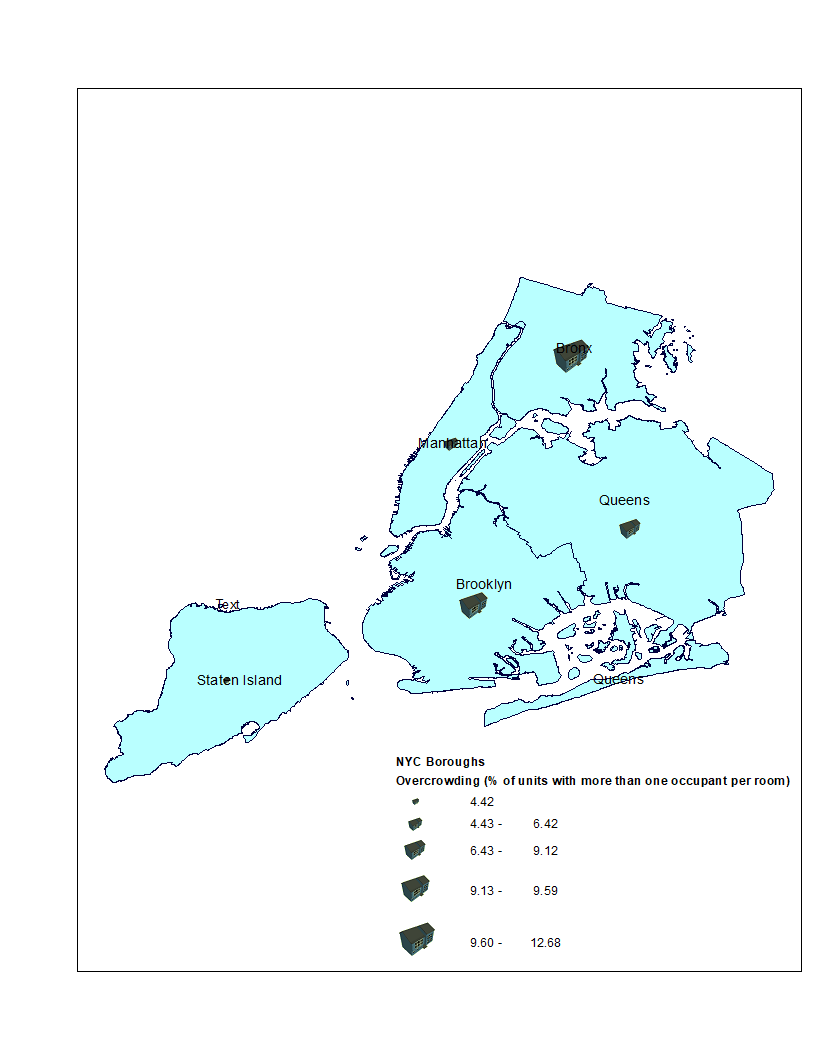 Bronx
Manhattan
Queens
Brooklyn
Text
Staten Island
Queens
NYC Boroughs
Overcrowding (% of units with more than one occupant per room)
4.42
4.43 - 6.42
6.43 - 9.12
9.13 - 9.59
9.60 - 12.68